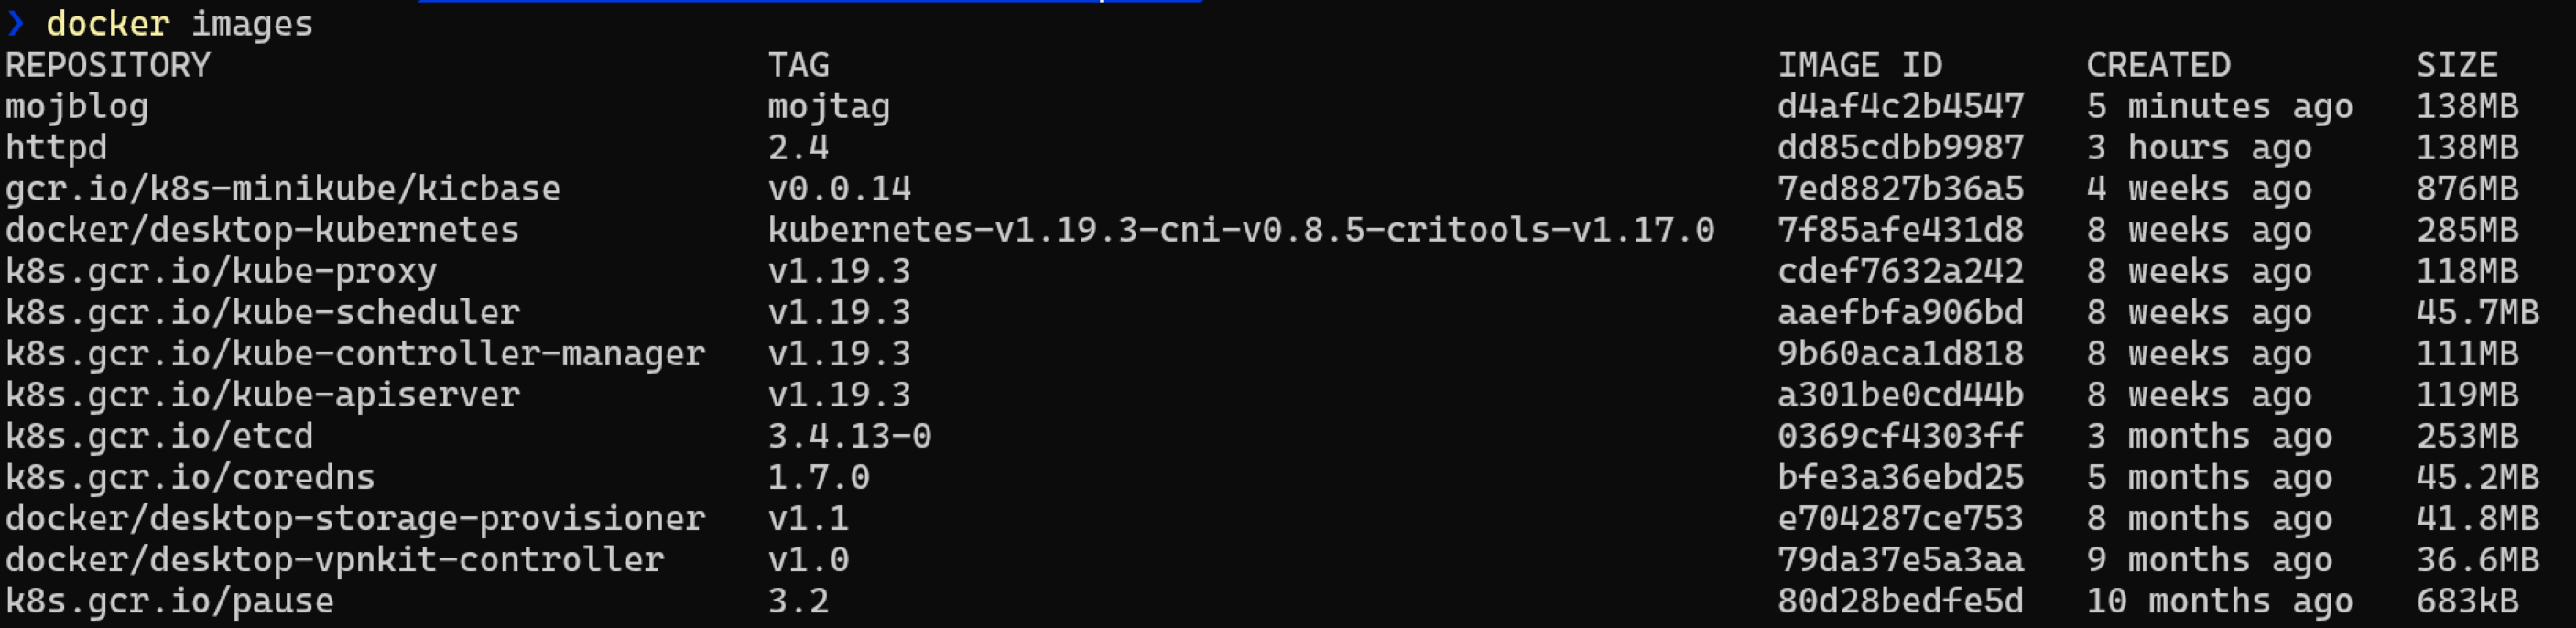 ❯ docker images
REPOSITORY TAG IMAGE ID CREATED SIZE
mojblog mojtag d4af4c2b4547 5 minutes ago 138MB
httpd 2.4 dd85cdbb9987 3 hours ago 138MB
gcr.io/k8s-minikube/kicbase v0.0.14 7ed8827b36a5 4 weeks ago 876MB
docker/desktop-kubernetes kubernetes-v1.19.3-cni-v0.8.5-critools-v1.17.0 7f85afe431d8 8 weeks ago 285MB
k8s.gcr.io/kube-proxy v1.19.3 cdef7632a242 8 weeks ago 118MB
k8s.gcr.io/kube-scheduler v1.19.3 aaefbfa906bd 8 weeks ago 45.7MB
k8s.gcr.io/kube-controller-manager v1.19.3 9b60aca1d818 8 weeks ago 111MB
k8s.gcr.io/kube-apiserver v1.19.3 a301be0cd44b 8 weeks ago 119MB
k8s.gcr.io/etcd 3.4.13-0 0369cf4303ff 3 months ago 253MB
k8s.gcr.io/coredns 1.7.0 bfe3a36ebd25 5 months ago 45.2MB
docker/desktop-storage-provisioner v1.1 e704287ce753 8 months ago 41.8MB
docker/desktop-vpnkit-controller v1.0 79da37e5a3aa 9 months ago 36.6MB
k8s.gcr.io/pause 3.2 80d28bedfe5d 10 months ago 683kB